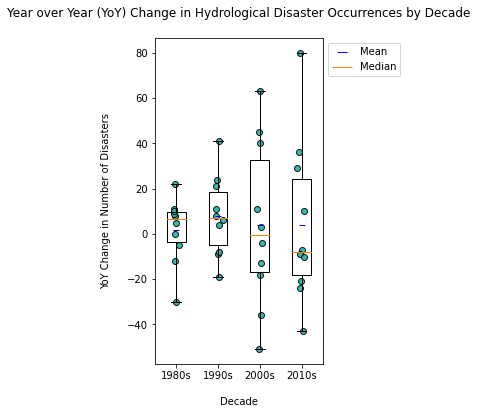 Year over Year (YoY) Change in Hydrological Disaster Occurrences by Decade
Mean
Median
YoY Change in Number of Disasters
80
60
40
20
0
−20
−40
1980s 1990s 2000s 2010s
Decade